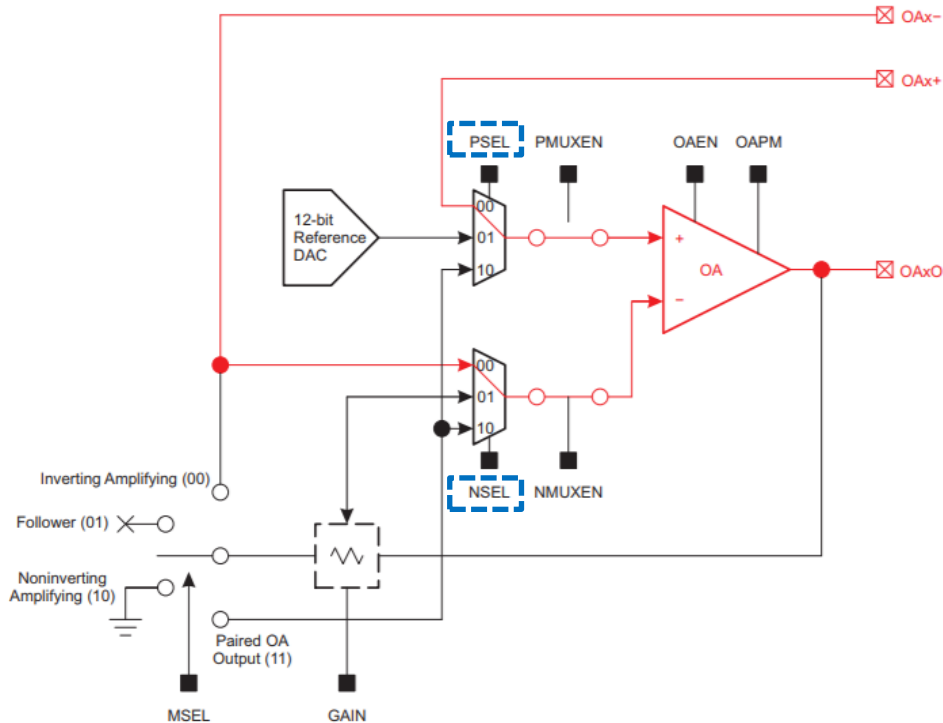 OAx−
OAx+
PSEL
PMUXEN
OAEN
OAPM
00
12-bit
Reference
DAC
01
10
+
OA
−
OAxO
00
01
10
Inverting Amplifying (00)
NSEL
NMUXEN
Follower (01)
Noninverting
Amplifying (10)
Paired OA
Output (11)
MSEL
GAIN